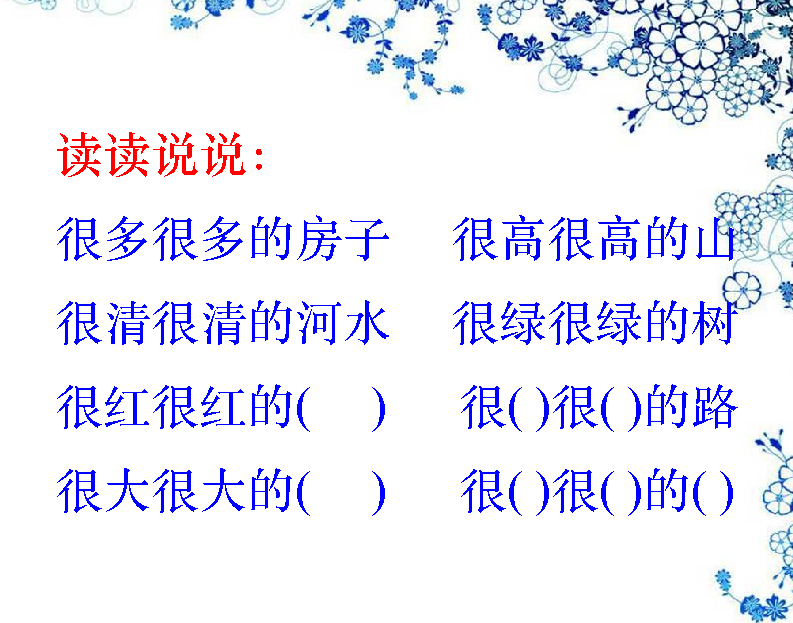 读读说说:
很多很多的房子 很高很高的山
很清很清的河水 很绿很绿的树
很红很红的(  ) 很( )很( )的路
很大很大的(  ) 很( )很( )的( )